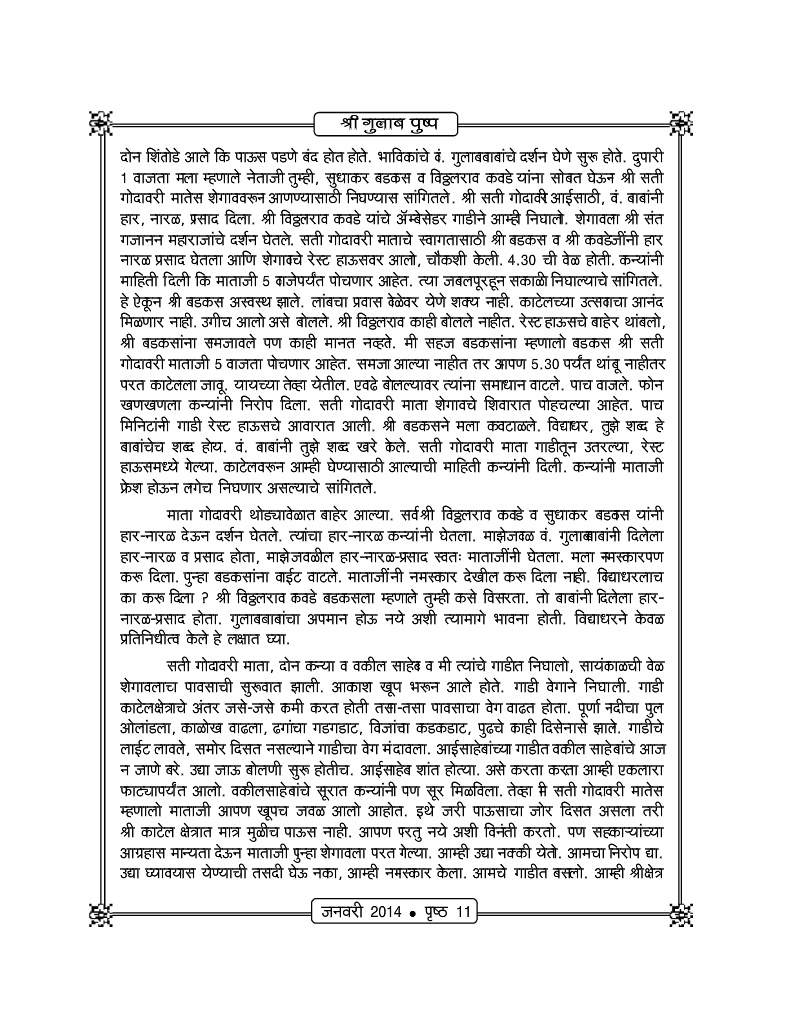 श्री गुलाब पुष्प
दोन शिंतोडे आले कि पाऊस पडणे बंद होत होते. भाविकांचे वं. गुलाबबाबांचे दर्शन घेणे सुरू होते. दुपारी
1 वाजता मला म्हणाले नेताजी तुम्ही, सुधाकर बडकस व विठ्ठलराव कवडे यांना सोबत घेऊन श्री सती
गोदावरी मातेस शेगाववरून आणण्यासाठी निघण्यास सांगितले. श्री सती गोदावरी आईसाठी, वं. बाबांनी
हार, नारळ, प्रसाद दिला. श्री विठ्ठलराव कवडे यांचे ॲम्बेसेडर गाडीने आम्ही निघालो. शेगावला श्री संत
गजानन महाराजांचे दर्शन घेतले. सती गोदावरी माताचे स्वागतासाठी श्री बडकस व श्री कवडेजींनी हार
नारळ प्रसाद घेतला आणि शेगावचे रेस्ट हाऊसवर आलो, चौकशी केली. 4.30 ची वेळ होती. कन्यांनी
माहिती दिली कि माताजी 5 वाजेपर्यंत पोचणार आहेत. त्या जबलपूरहून सकाळी निघाल्याचे सांगितले.
हे ऐकून श्री बडकस अस्वस्थ झाले. लांबचा प्रवास वेळेवर येणे शक्य नाही. काटेलच्या उत्सवाचा आनंद
मिळणार नाही. उगीच आलो असे बोलले. श्री विठ्ठलराव काही बोलले नाहीत. रेस्ट हाऊसचे बाहेर थांबलो,
श्री बडकसांना समजावले पण काही मानत नव्हते. मी सहज बडकसांना म्हणालो बडकस श्री सती
गोदावरी माताजी 5 वाजता पोचणार आहेत. समजा आल्या नाहीत तर आपण 5.30 पर्यंत थांबू नाहीतर
परत काटेलला जावू. यायच्या तेव्हा येतील. एवढे बोलल्यावर त्यांना समाधान वाटले. पाच वाजले. फोन
खणखणला कन्यांनी निरोप दिला. सती गोदावरी माता शेगावचे शिवारात पोहचल्या आहेत. पाच
मिनिटांनी गाडी रेस्ट हाऊसचे आवारात आली. श्री बडकसने मला कवटाळले. विद्याधर, तुझे शब्द हे
बाबांचेच शब्द होय. वं. बाबांनी तुझे शब्द खरे केले. सती गोदावरी माता गाडीतून उतरल्या, रेस्ट
हाऊसमध्ये गेल्या. काटेलवरून आम्ही घेण्यासाठी आल्याची माहिती कन्यांनी दिली. कन्यांनी माताजी
फ्रेश होऊन लगेच निघणार असल्याचे सांगितले.
माता गोदावरी थोड्यावेळात बाहेर आल्या. सर्वश्री विठ्ठलराव कवडे व सुधाकर बडकस यांनी
हार-नारळ देऊन दर्शन घेतले. त्यांचा हार-नारळ कन्यांनी घेतला. माझेजवळ वं. गुलाबबाबांनी दिलेला
हार-नारळ व प्रसाद होता, माझेजवळील हार-नारळ-प्रसाद स्वतः माताजींनी घेतला. मला नमस्कारपण
करू दिला. पुन्हा बडकसांना वाईट वाटले. माताजींनी नमस्कार देखील करू दिला नाही. विद्याधरलाच
का करू दिला ? श्री विठ्ठलराव कवडे बडकसला म्हणाले तुम्ही कसे विसरता. तो बाबांनी दिलेला हार-
नारळ-प्रसाद होता. गुलाबबाबांचा अपमान होऊ नये अशी त्यामागे भावना होती. विद्याधरने केवळ
प्रतिनिधीत्व केले हे लक्षात घ्या.
सती गोदावरी माता, दोन कन्या व वकील साहेब व मी त्यांचे गाडीत निघालो, सायंकाळची वेळ
शेगावलाच पावसाची सुरूवात झाली. आकाश खूप भरून आले होते. गाडी वेगाने निघाली. गाडी
काटेलक्षेत्राचे अंतर जसे-जसे कमी करत होती तसा-तसा पावसाचा वेग वाढत होता. पूर्णा नदीचा पुल
ओलांडला, काळोख वाढला, ढगांचा गडगडाट, विजांचा कडकडाट, पुढचे काही दिसेनासे झाले. गाडीचे
लाईट लावले, समोर दिसत नसल्याने गाडीचा वेग मंदावला. आईसाहेबांच्या गाडीत वकील साहेबांचे आज
न जाणे बरे. उद्या जाऊ बोलणी सुरू होतीच. आईसाहेब शांत होत्या. असे करता करता आम्ही एकलारा
फाट्यापर्यंत आलो. वकीलसाहेबांचे सूरात कन्यांनी पण सूर मिळविला. तेव्हा मी सती गोदावरी मातेस
म्हणालो माताजी आपण खूपच जवळ आलो आहोत. इथे जरी पाऊसाचा जोर दिसत असला तरी
श्री काटेल क्षेत्रात मात्र मुळीच पाऊस नाही. आपण परतु नये अशी विनंती करतो. पण सहकाऱ्यांच्या
आग्रहास मान्यता देऊन माताजी पुन्हा शेगावला परत गेल्या. आम्ही उद्या नक्की येतो. आमचा निरोप द्या.
उद्या घ्यावयास येण्याची तसदी घेऊ नका, आम्ही नमस्कार केला. आमचे गाडीत बसलो. आम्ही श्रीक्षेत्र
जनवरी 2014 ● पृष्ठ 11